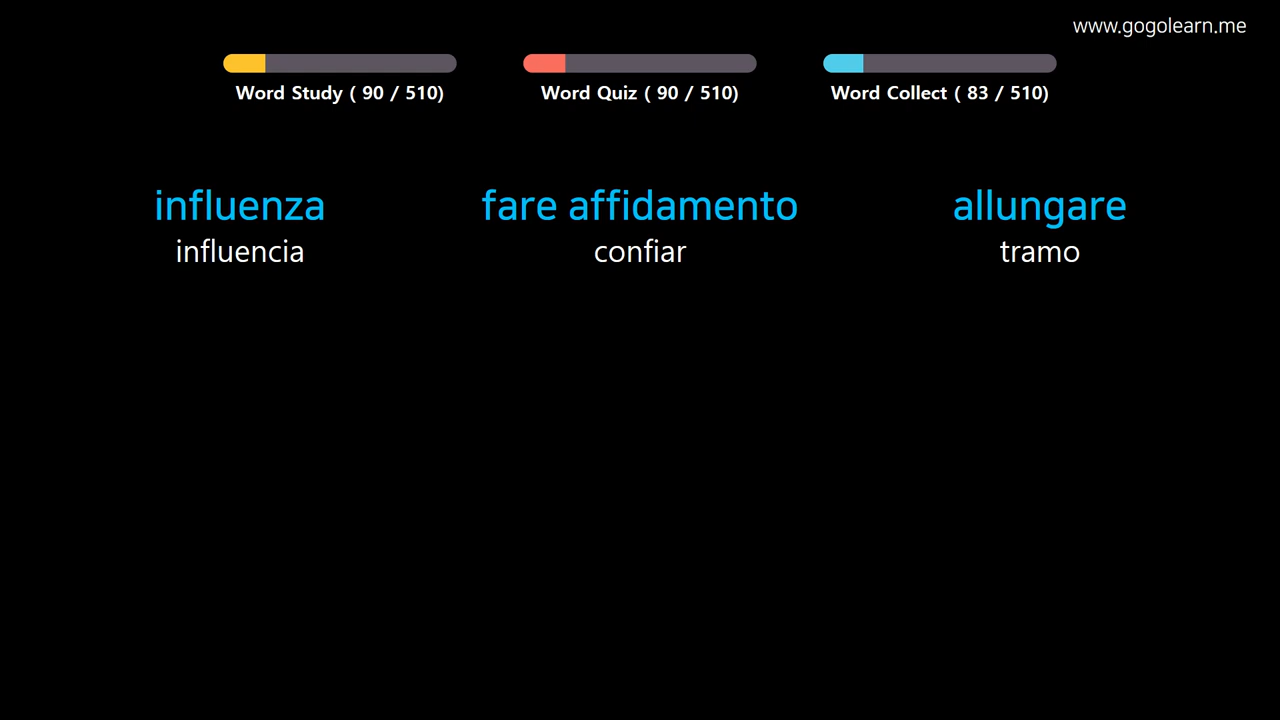 www.gogolearn.me
Word Study ( 90 / 510)
Word Quiz ( 90 / 510)
Word Collect ( 83 / 510)
influenza
influencia
fare affidamento
confiar
allungare
tramo